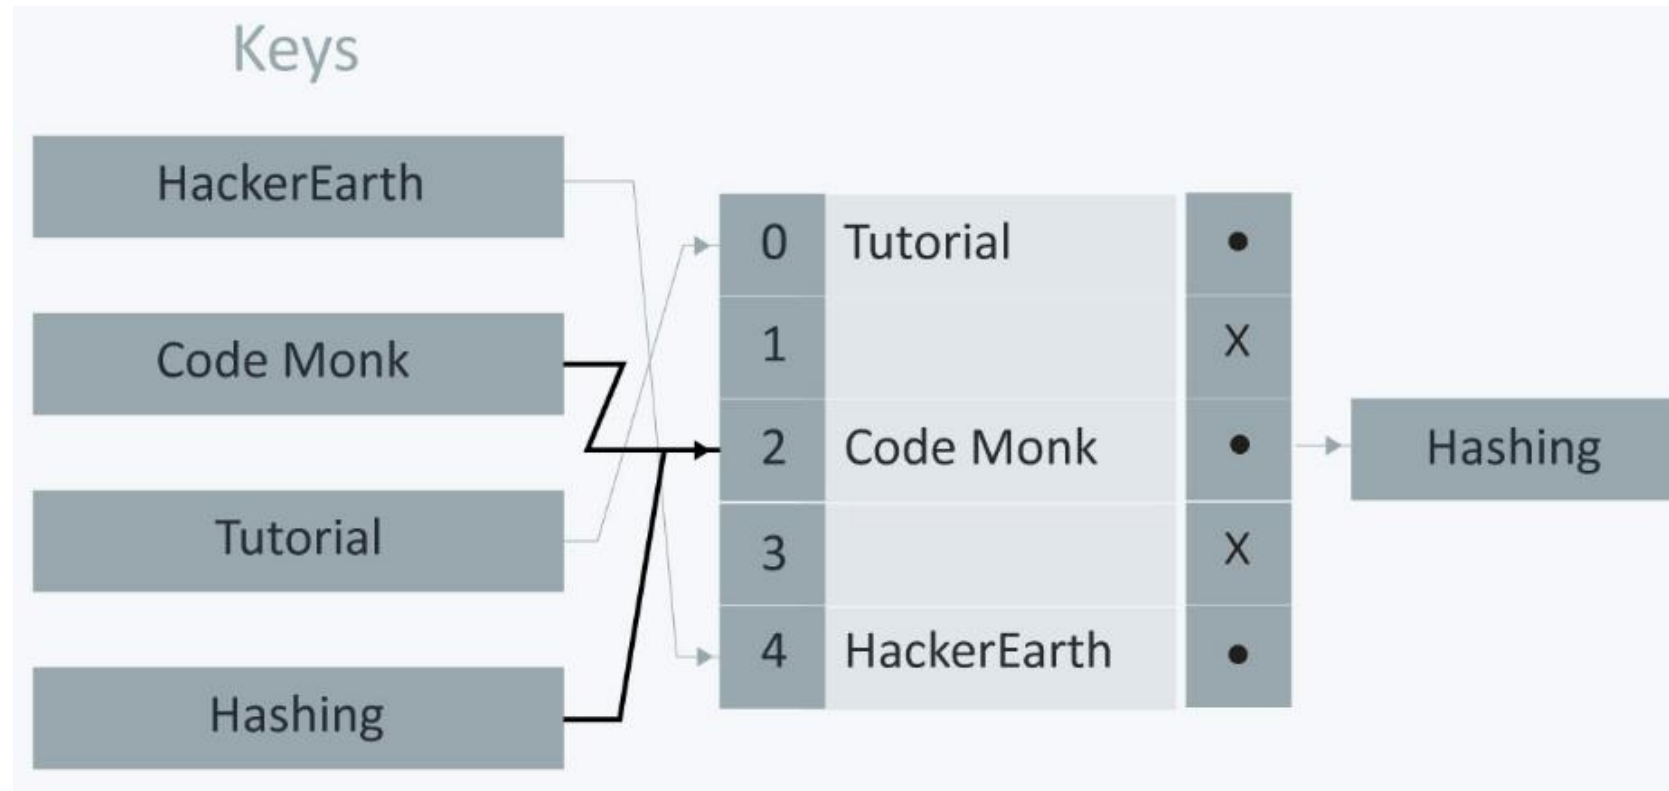 Keys
HackerEarth
Code Monk
Tutorial
Hashing
0 Tutorial •
1 X
2 Code Monk • Hashing
3 X
4 HackerEarth •